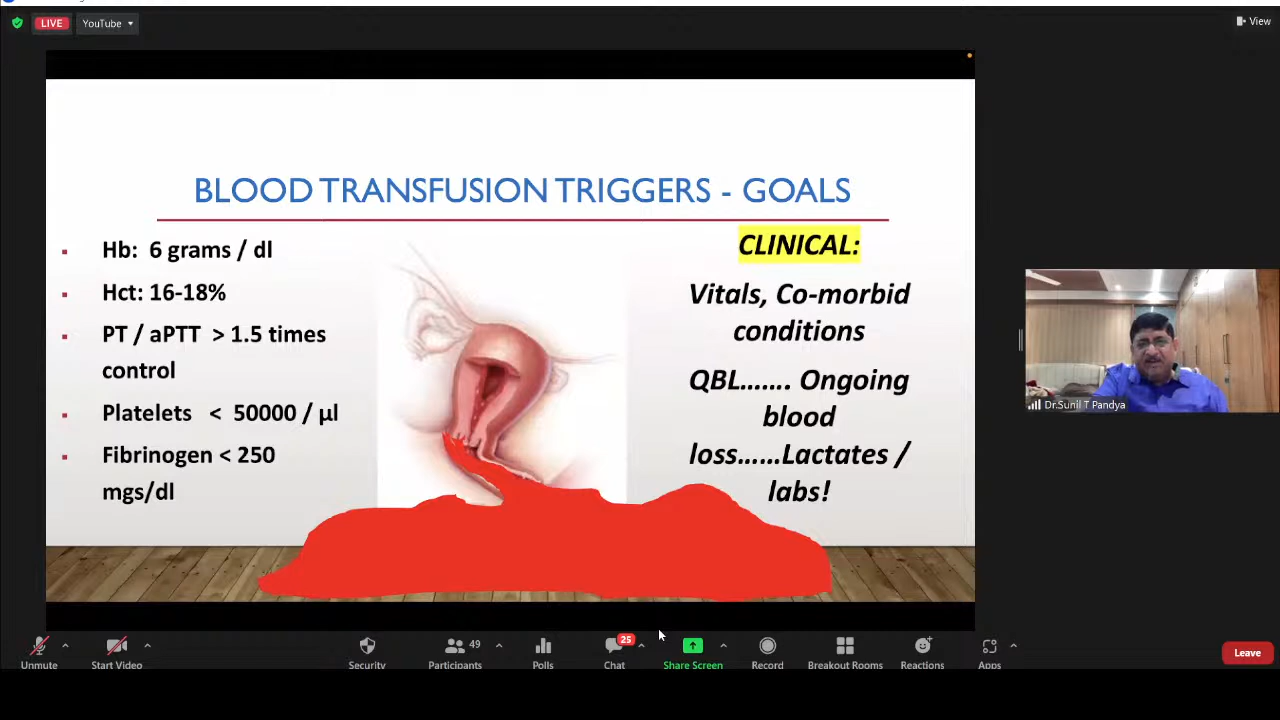 LIVE
YouTube
View
BLOOD TRANSFUSION TRIGGERS - GOALS
Hb: 6 grams / dl
Hct: 16-18%
PT / aPTT > 1.5 times
control
Platelets < 50000 / µl
Fibrinogen < 250
mgs/dl
CLINICAL:
Vitals, Co-morbid
conditions
QBL....... Ongoing
blood
loss......Lactates /
labs!
Dr.Sunil T Pandya
Unmute
Start Video
Security
49
Participants
Polls
25
Chat
Share Screen
Record
Breakout Rooms
Reactions
Apps
Leave